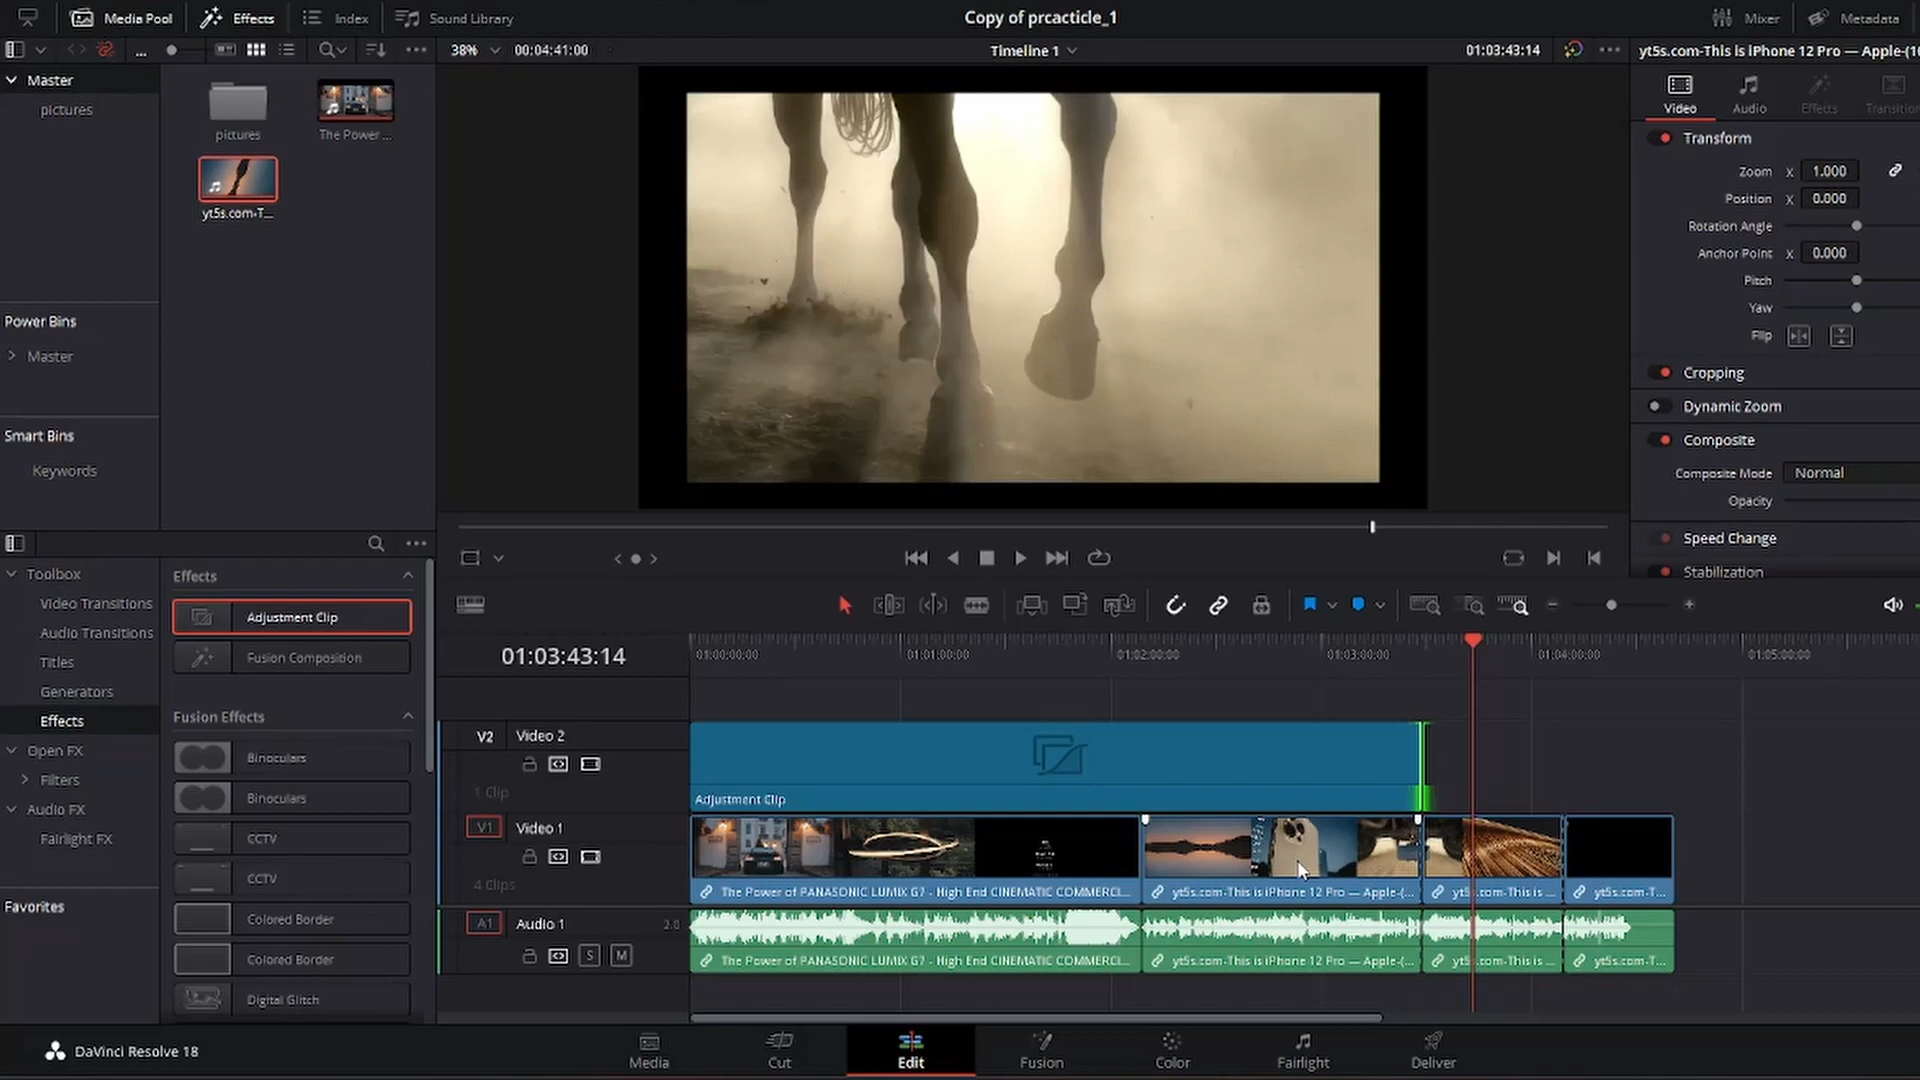 Media Pool Effects Index Sound Library Copy of prcacticle_1 Mixer Metadata
... 38% 00:04:41:00 Timeline 1 01:03:43:14 yt5s.com-This is iPhone 12 Pro — Apple-(10
Master
pictures
pictures
The Power ...
yt5s.com-T...
Power Bins
Master
Smart Bins
Keywords
Video Audio Effects Transition
Transform
Zoom X 1.000
Position X 0.000
Rotation Angle
Anchor Point X 0.000
Pitch
Yaw
Flip
Cropping
Dynamic Zoom
Composite
Composite Mode Normal
Opacity
Speed Change
Stabilization
Toolbox
Video Transitions
Audio Transitions
Titles
Generators
Effects
Open FX
Filters
Audio FX
Fairlight FX
Favorites
Effects
Adjustment Clip
Fusion Composition
Fusion Effects
Binoculars
Binoculars
CCTV
CCTV
Colored Border
Colored Border
Digital Glitch
01:03:43:14
01:00:00:00 01:01:00:00 01:02:00:00 01:03:00:00 01:04:00:00 01:05:00:00
V2 Video 2
1 Clip
Adjustment Clip
V1 Video 1
4 Clips
The Power of PANASONIC LUMIX G7 - High End CINEMATIC COMMERCI... yt5s.com-This is iPhone 12 Pro — Apple-(... yt5s.com-This is ... yt5s.com-T...
A1 Audio 1 2.0
S M
The Power of PANASONIC LUMIX G7 - High End CINEMATIC COMMERCI... yt5s.com-This is iPhone 12 Pro — Apple-(... yt5s.com-This is ... yt5s.com-T...
DaVinci Resolve 18
Media Cut Edit Fusion Color Fairlight Deliver